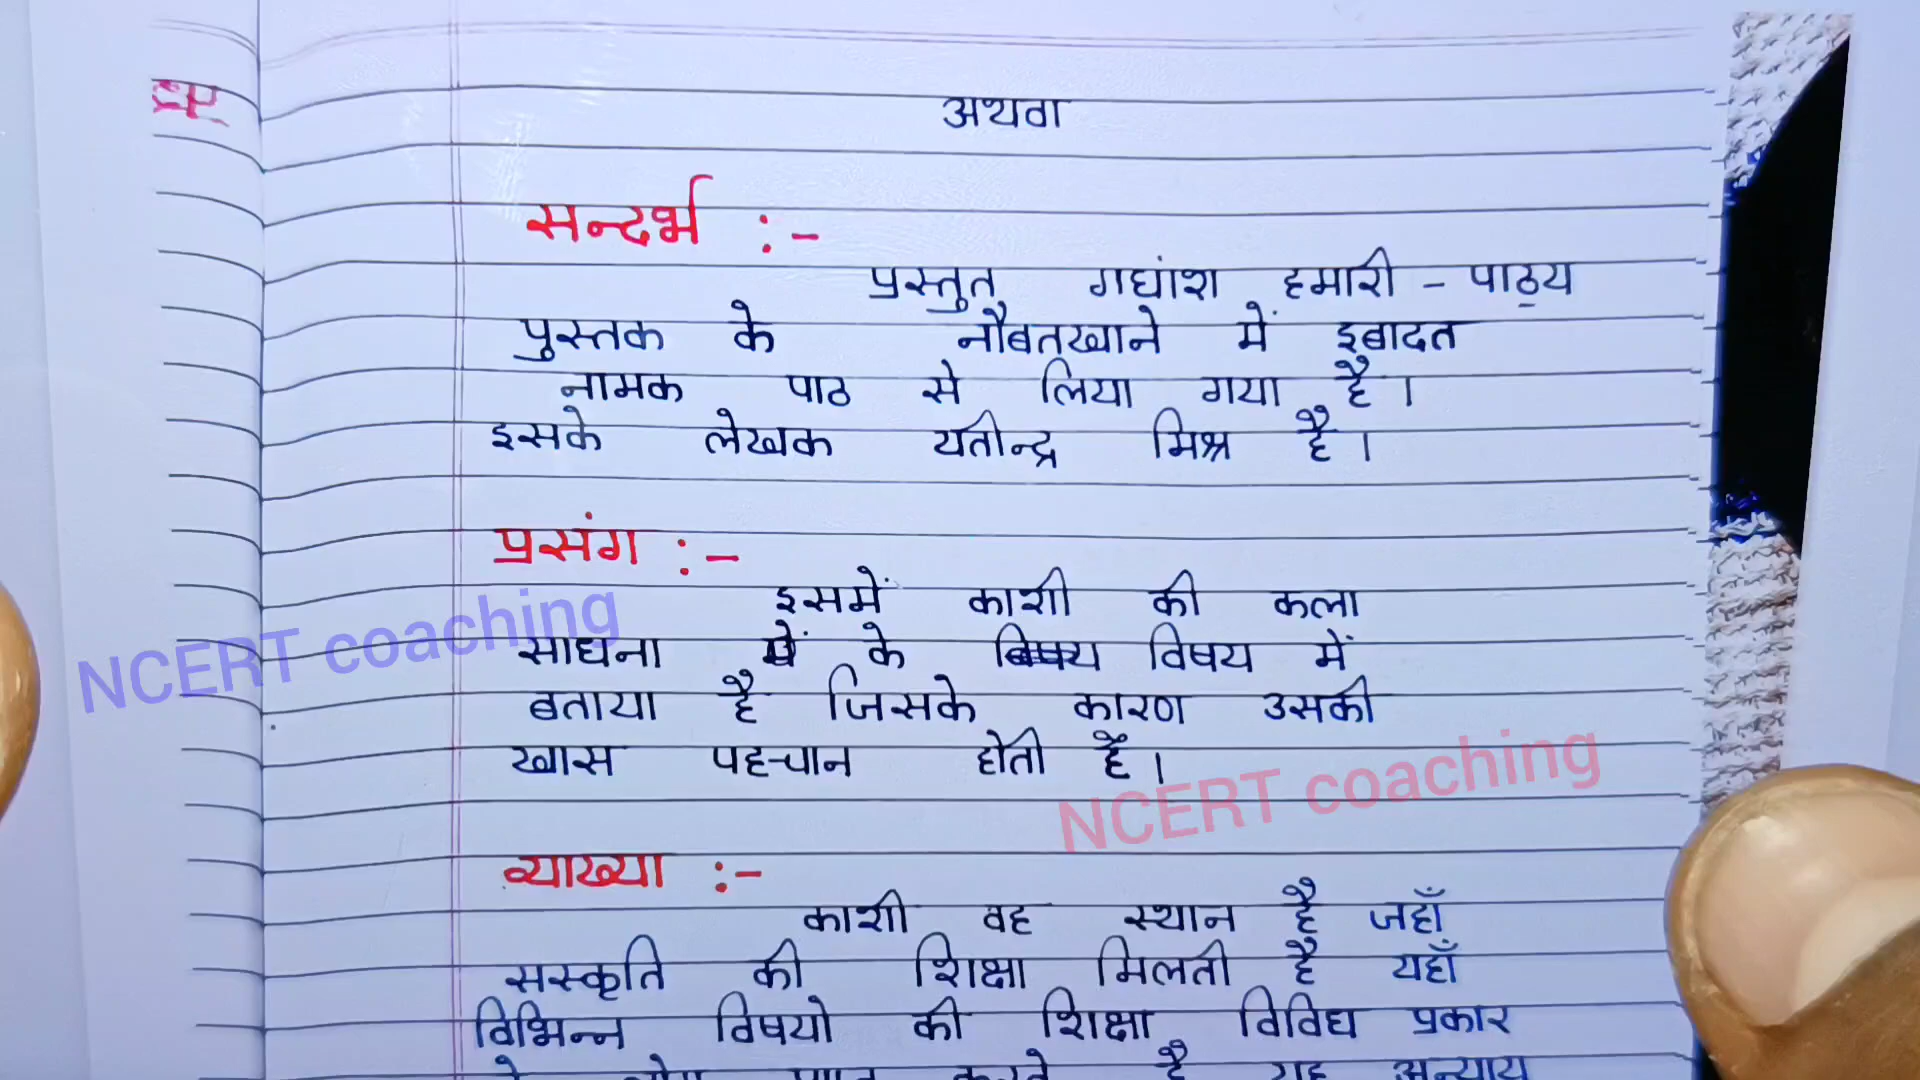 अथवा
सन्दर्भ :-
प्रस्तुत गद्यांश हमारी - पाठ्य
पुस्तक के नौबतखाने में इबादत
नामक पाठ से लिया गया है।
इसके लेखक यतीन्द्र मिश्र है।
प्रसंग :-
इसमें काशी की कला
साधना के विषय में
बताया है जिसके कारण उसकी
खास पहचान होती है।
व्याख्या :-
काशी वह स्थान है जहाँ
सस्कृति की शिक्षा मिलती है यहाँ
विभिन्न विषयो की शिक्षा विविध प्रकार
NCERT coaching
NCERT coaching